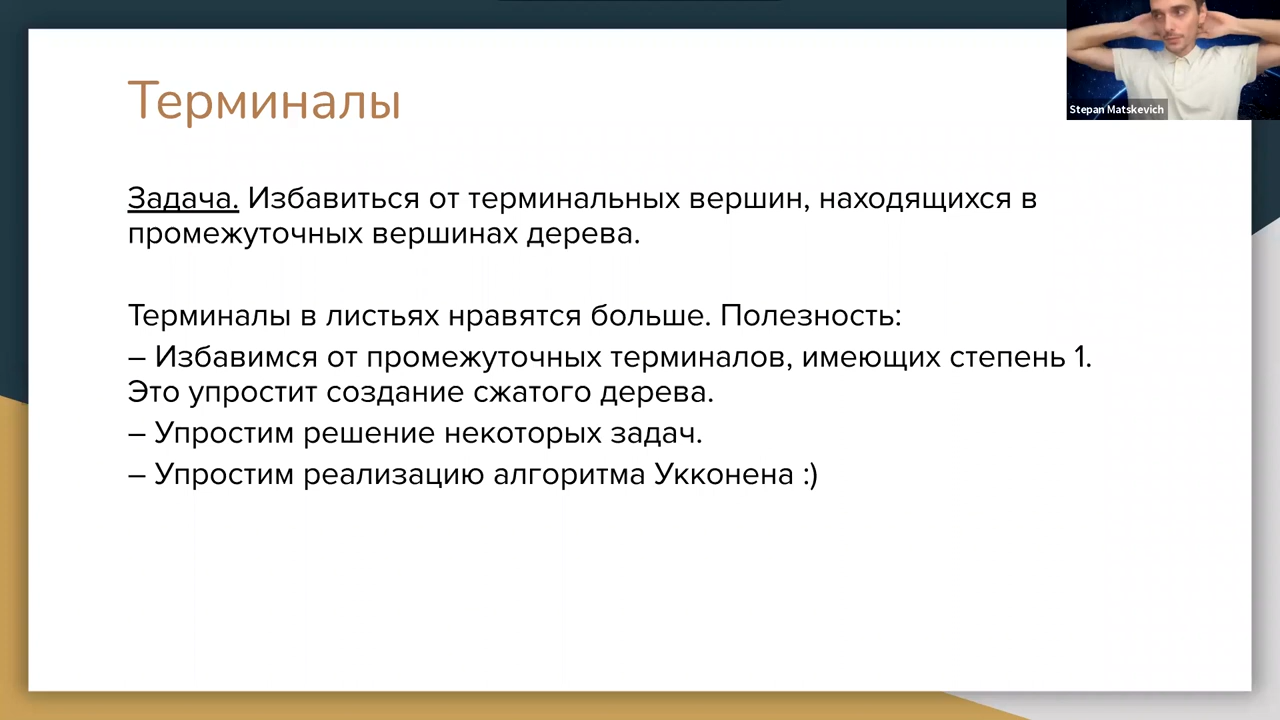 Терминалы
Stepan Matskevich
Задача. Избавиться от терминальных вершин, находящихся в
промежуточных вершинах дерева.
Терминалы в листьях нравятся больше. Полезность:
– Избавимся от промежуточных терминалов, имеющих степень 1.
Это упростит создание сжатого дерева.
– Упростим решение некоторых задач.
– Упростим реализацию алгоритма Укконена :)